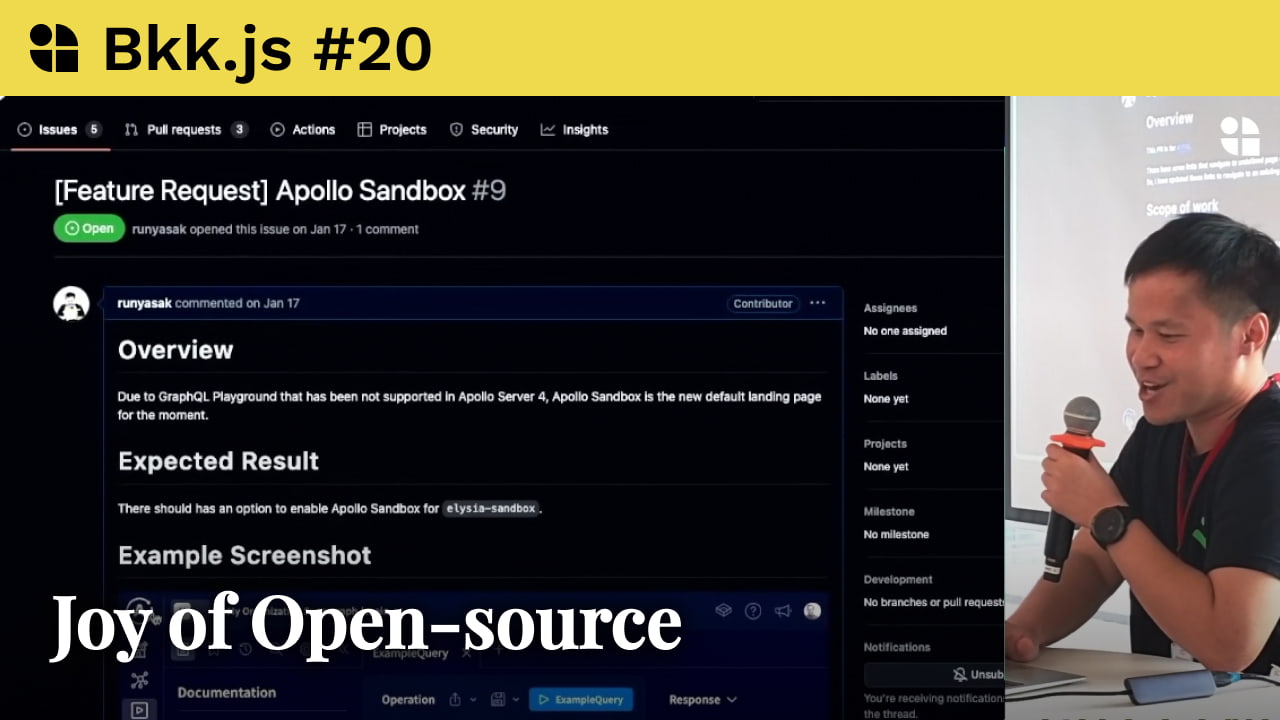 Bkk.js #20
Issues 5 Pull requests 3 Actions Projects Security Insights
[Feature Request] Apollo Sandbox #9
Open runyasak opened this issue on Jan 17 · 1 comment
runyasak commented on Jan 17 Contributor
Overview
Due to GraphQL Playground that has been not supported in Apollo Server 4, Apollo Sandbox is the new default landing page
for the moment.
Expected Result
There should has an option to enable Apollo Sandbox for elysia-sandbox.
Example Screenshot
ExampleQuery
Documentation
Operation ExampleQuery Response
Assignees
No one assigned
Labels
None yet
Projects
None yet
Milestone
No milestone
Development
No branches or pull requests
Notifications
Unsub
You're receiving notification
the thread.
Joy of Open-source
Overview
Scope of work